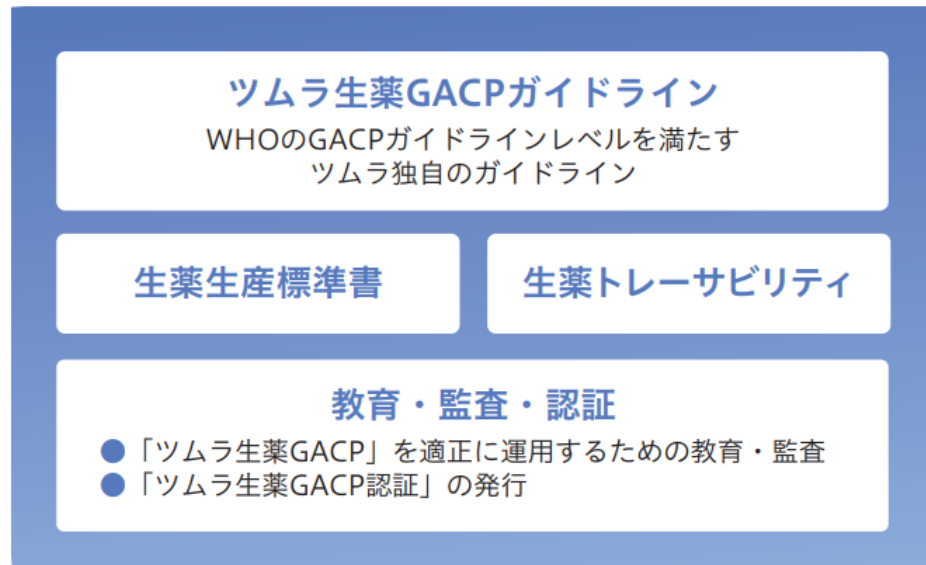 ツムラ生薬GACPガイドライン
WHOのGACPガイドラインレベルを満たす
ツムラ独自のガイドライン
生薬生産標準書
生薬トレーサビリティ
教育・監査・認証
●「ツムラ生薬GACP」を適正に運用するための教育・監査
●「ツムラ生薬GACP認証」の発行